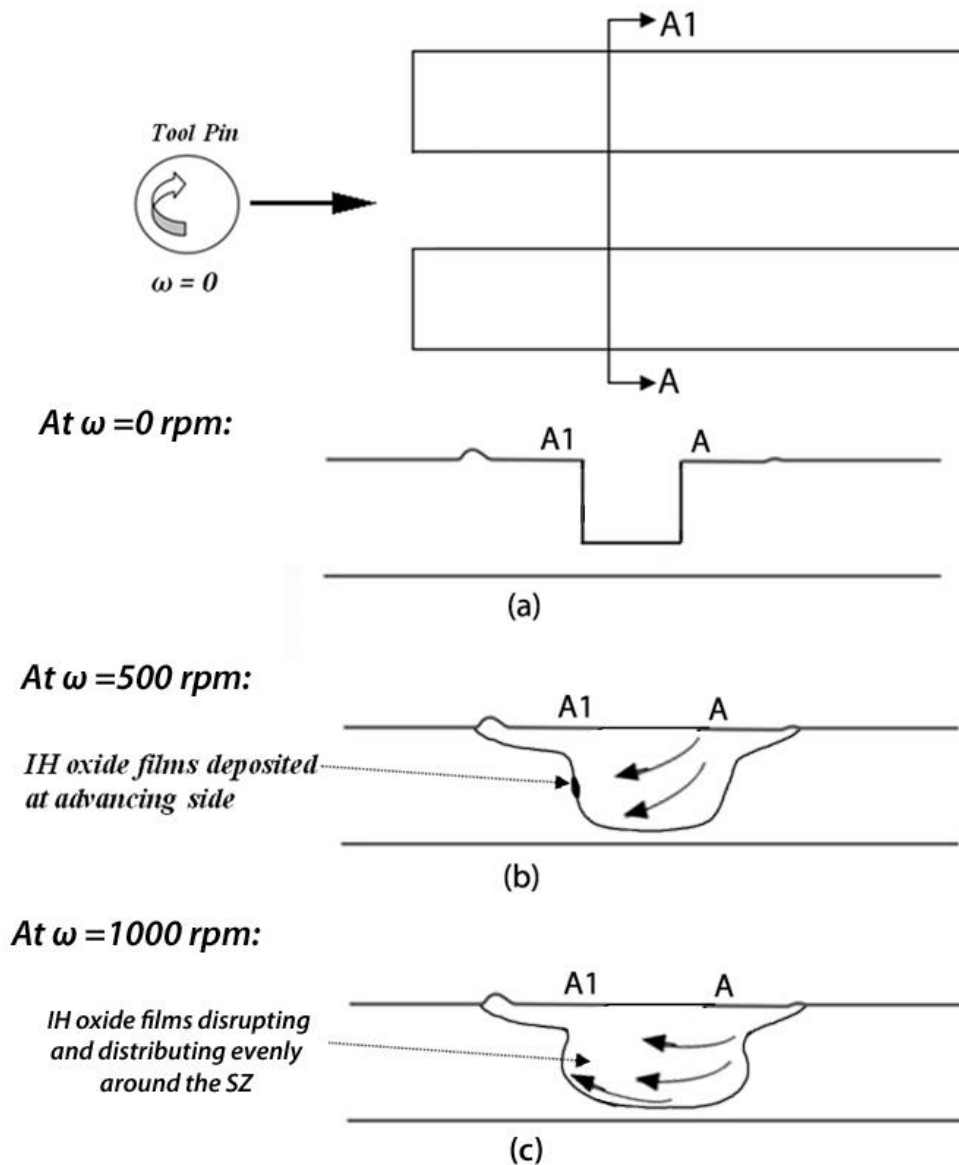 A1
Tool Pin
ω = 0
A
At ω =0 rpm:
A1 A
(a)
At ω =500 rpm:
A1 A
IH oxide films deposited
at advancing side
(b)
At ω =1000 rpm:
A1 A
IH oxide films disrupting
and distributing evenly
around the SZ
(c)